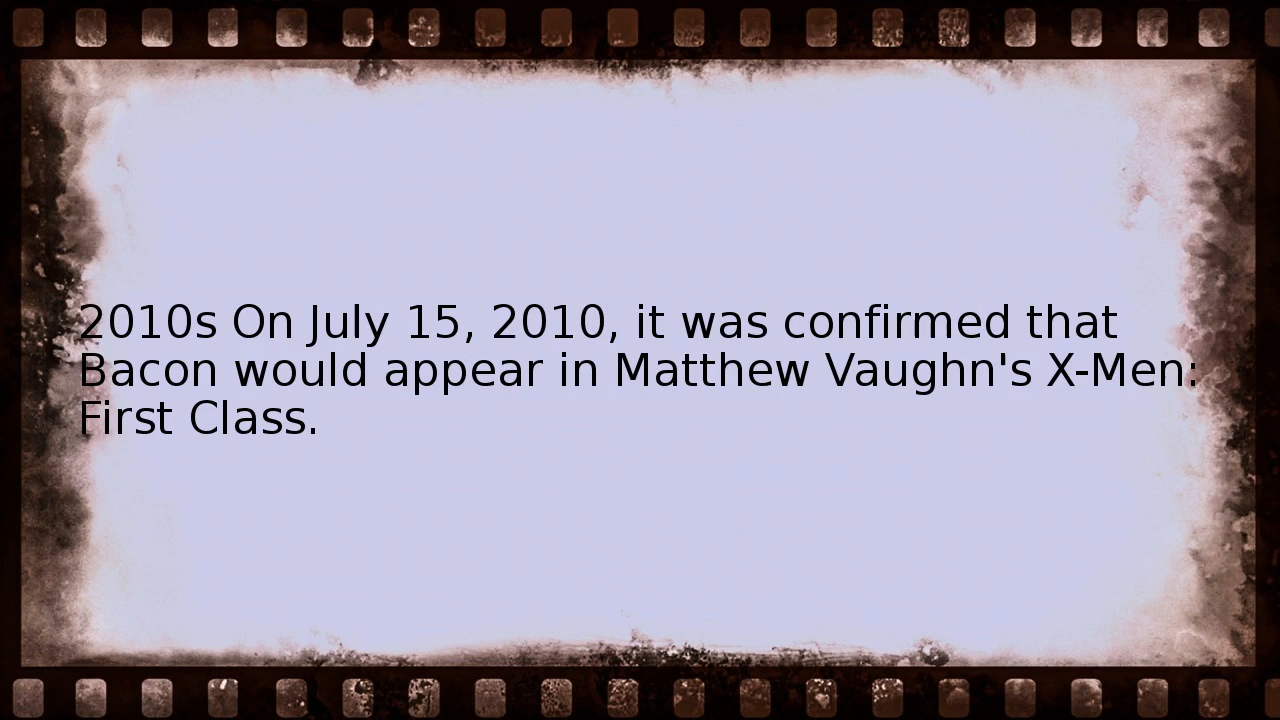 2010s On July 15, 2010, it was confirmed that
Bacon would appear in Matthew Vaughn's X-Men:
First Class.